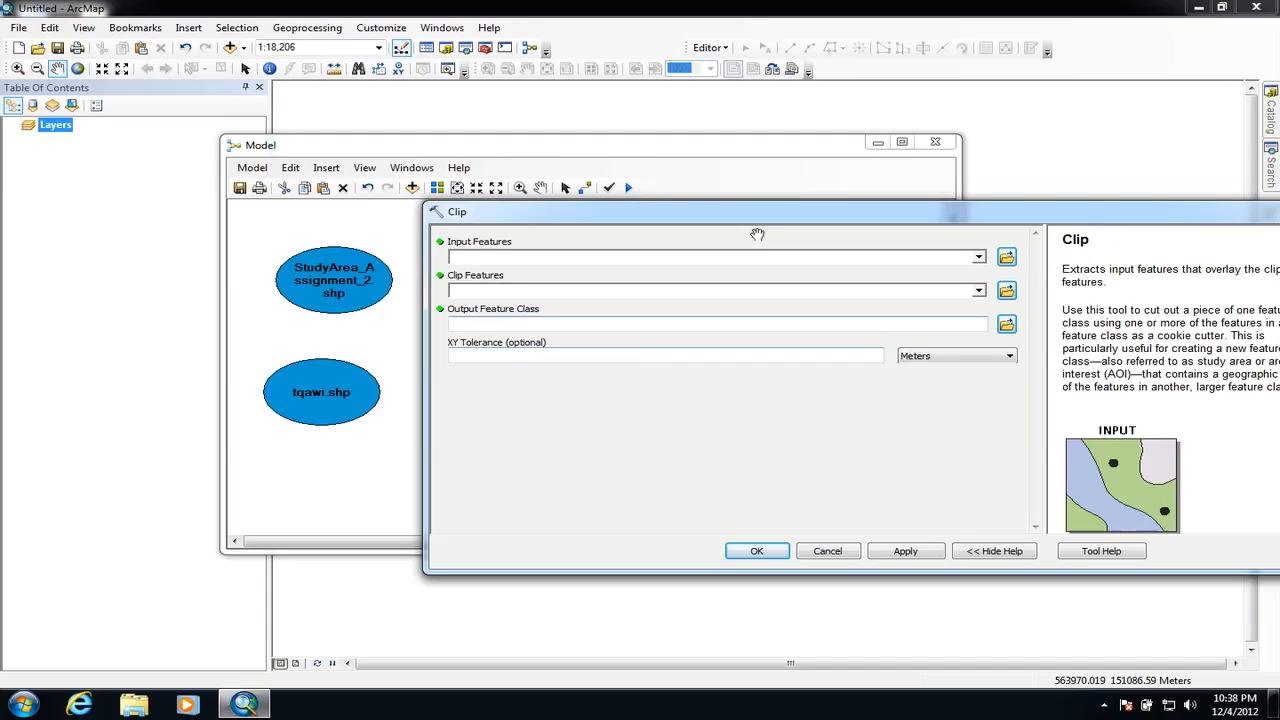 Untitled - ArcMap
File Edit View Bookmarks Insert Selection Geoprocessing Customize Windows Help
1:18,206
Editor
Table Of Contents
Layers
Model
Model Edit Insert View Windows Help
StudyArea_A
ssignment_2.
shp
tqawi.shp
Clip
Input Features
Clip Features
Output Feature Class
XY Tolerance (optional)
Meters
OK Cancel Apply << Hide Help Tool Help
Clip
Extracts input features that overlay the clip
features.
Use this tool to cut out a piece of one featu
class using one or more of the features in a
feature class as a cookie cutter. This is
particularly useful for creating a new featur
class—also referred to as study area or ar
interest (AOI)—that contains a geographic
of the features in another, larger feature cla
INPUT
Catalog
Search
563970.019 151086.59 Meters
10:38 PM
12/4/2012